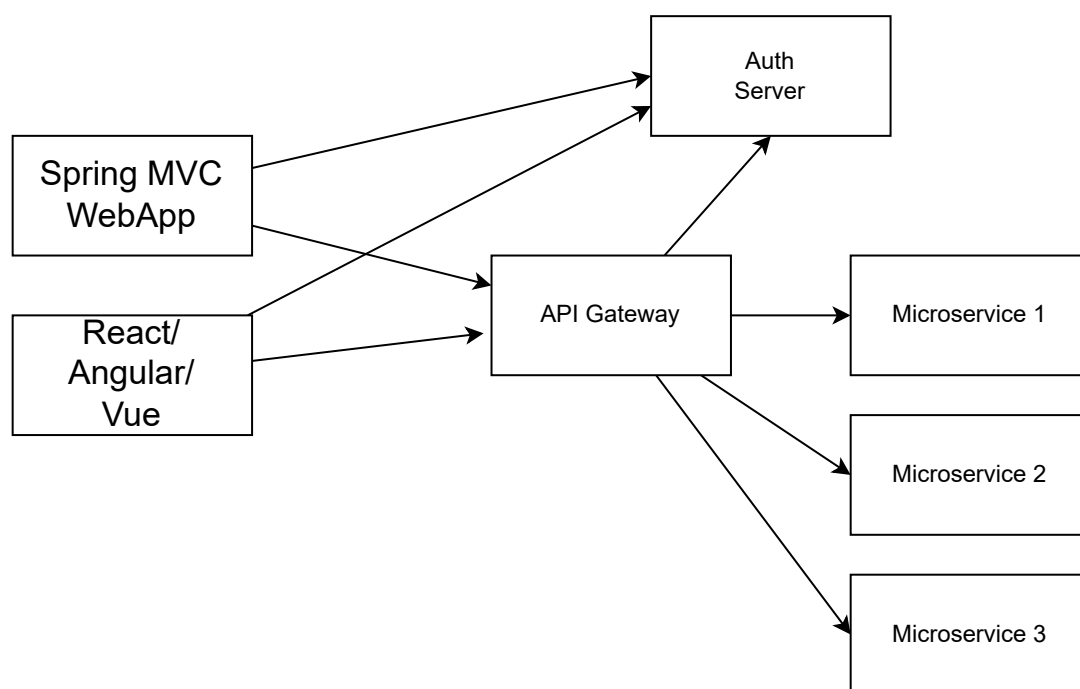 Auth
Server
Spring MVC
WebApp
React/
Angular/
Vue
API Gateway
Microservice 1
Microservice 2
Microservice 3